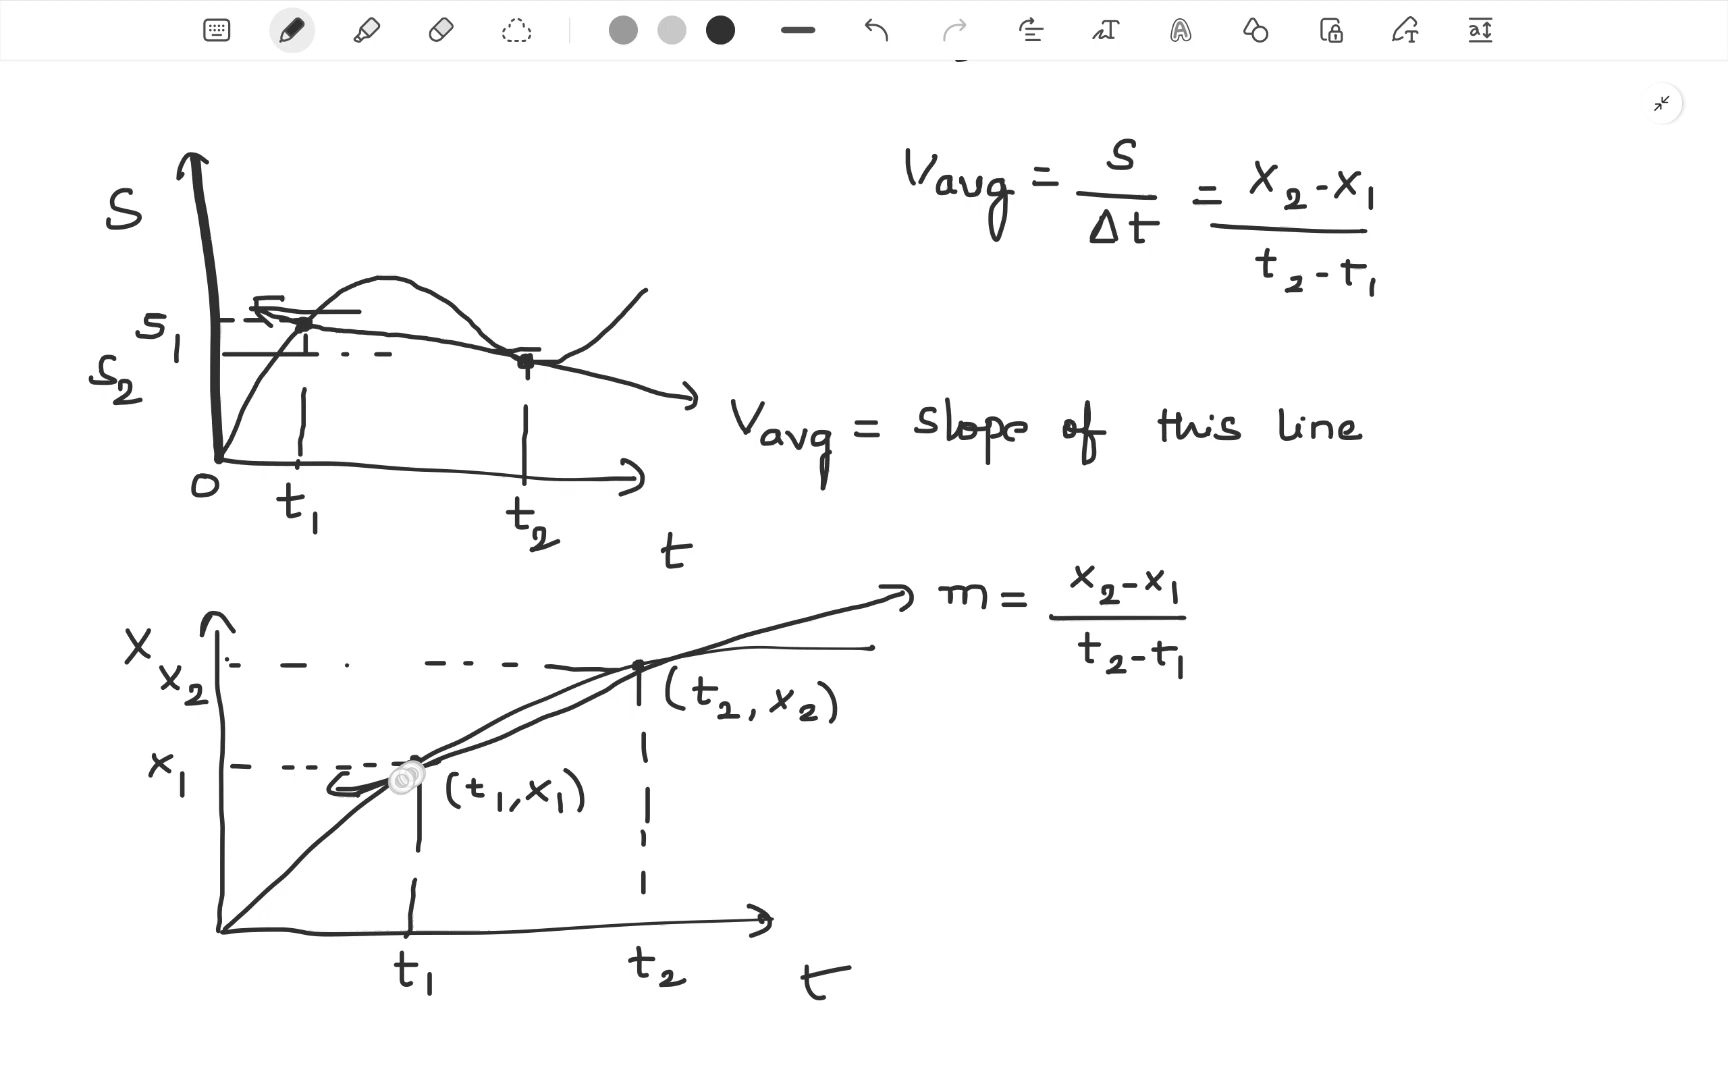 S
S₁
S₂
0
t₁
t₂
t
Vavg = S / Δt = X₂-X₁ / t₂-t₁
Vavg = slope of this line
m = x₂-x₁ / t₂-t₁
X
X₂
x₁
(t₂, x₂)
(t₁, x₁)
t₁
t₂
t